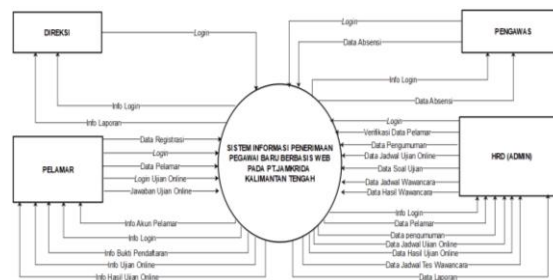 DIREKSI
Login
Info Login
Info Laporan
Login
Data Absensi
PENGAWAS
Info Login
Data Absensi
SISTEM INFORMASI PENERIMAAN
PEGAWAI BARU BERBASIS WEB
PADA PT.JAMKRIDA
KALIMANTAN TENGAH
PELAMAR
Data Registrasi
Login
Data Pelamar
Login Ujian Online
Jawaban Ujian Online
Info Akun Pelamar
Info Login
Info Bukti Pendaftaran
Info Ujian Online
Info Hasil Ujian Online
HRD (ADMIN)
Login
Verifikasi Data Pelamar
Data Pengumuman
Data Jadwal Ujian Online
Data Soal Ujian
Data Jadwal Wawancara
Data Hasil Wawancara
Info Login
Data Pelamar
Data pengumuman
Data Jadwal Ujian Online
Data Hasil Ujian Online
Data Jadwal Tes Wawancara
Data Laporan